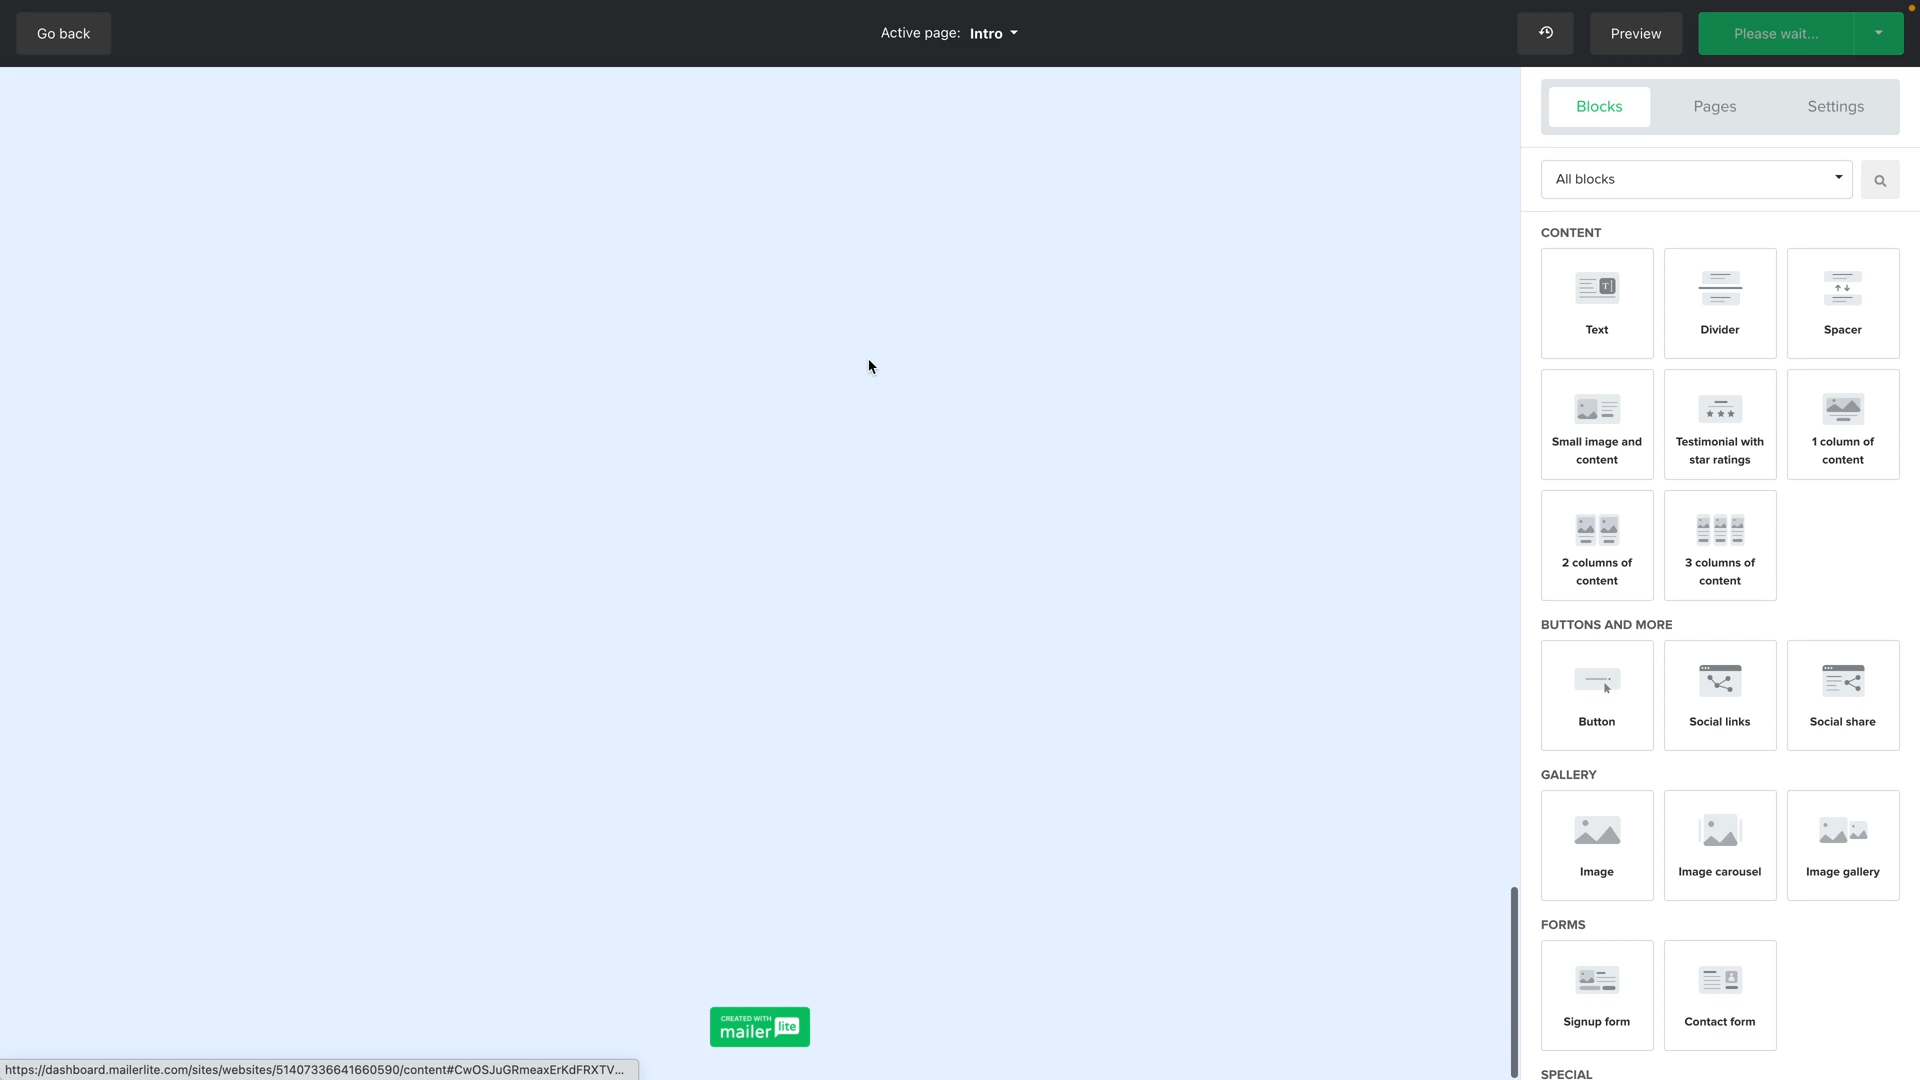 Go back
Active page: Intro
Preview
Please wait...
Blocks
Pages
Settings
All blocks
CONTENT
Text
Divider
Spacer
Small image and
content
Testimonial with
star ratings
1 column of
content
2 columns of
content
3 columns of
content
BUTTONS AND MORE
Button
Social links
Social share
GALLERY
Image
Image carousel
Image gallery
FORMS
Signup form
Contact form
SPECIAL
CREATED WITH
mailer lite
https://dashboard.mailerlite.com/sites/websites/51407336641660590/content#CwOSJuGRmeaxErKdFRXTV...